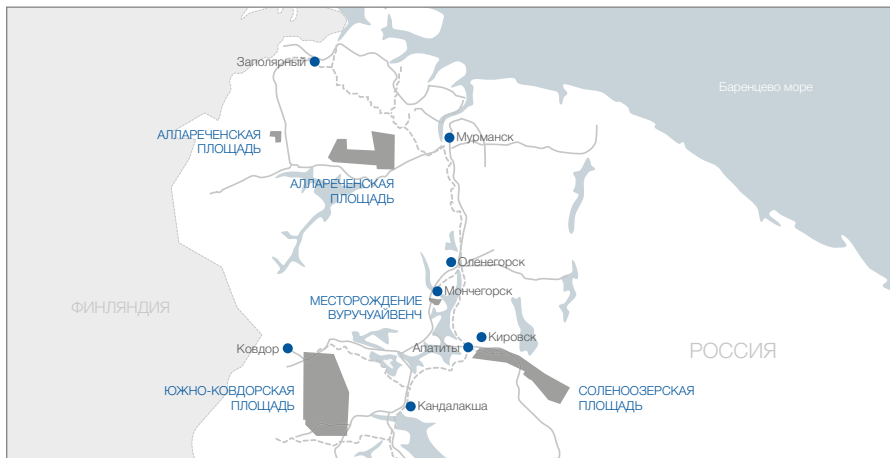 Заполярный
Баренцево море
АЛЛАРЕЧЕНСКАЯ
ПЛОЩАДЬ
Мурманск
АЛЛАРЕЧЕНСКАЯ
ПЛОЩАДЬ
Оленегорск
Мончегорск
МЕСТОРОЖДЕНИЕ
ВУРУЧУАЙВЕНЧ
ФИНЛЯНДИЯ
Кировск
Ковдор
Апатиты
РОССИЯ
ЮЖНО-КОВДОРСКАЯ
ПЛОЩАДЬ
СОЛЕНООЗЕРСКАЯ
ПЛОЩАДЬ
Кандалакша